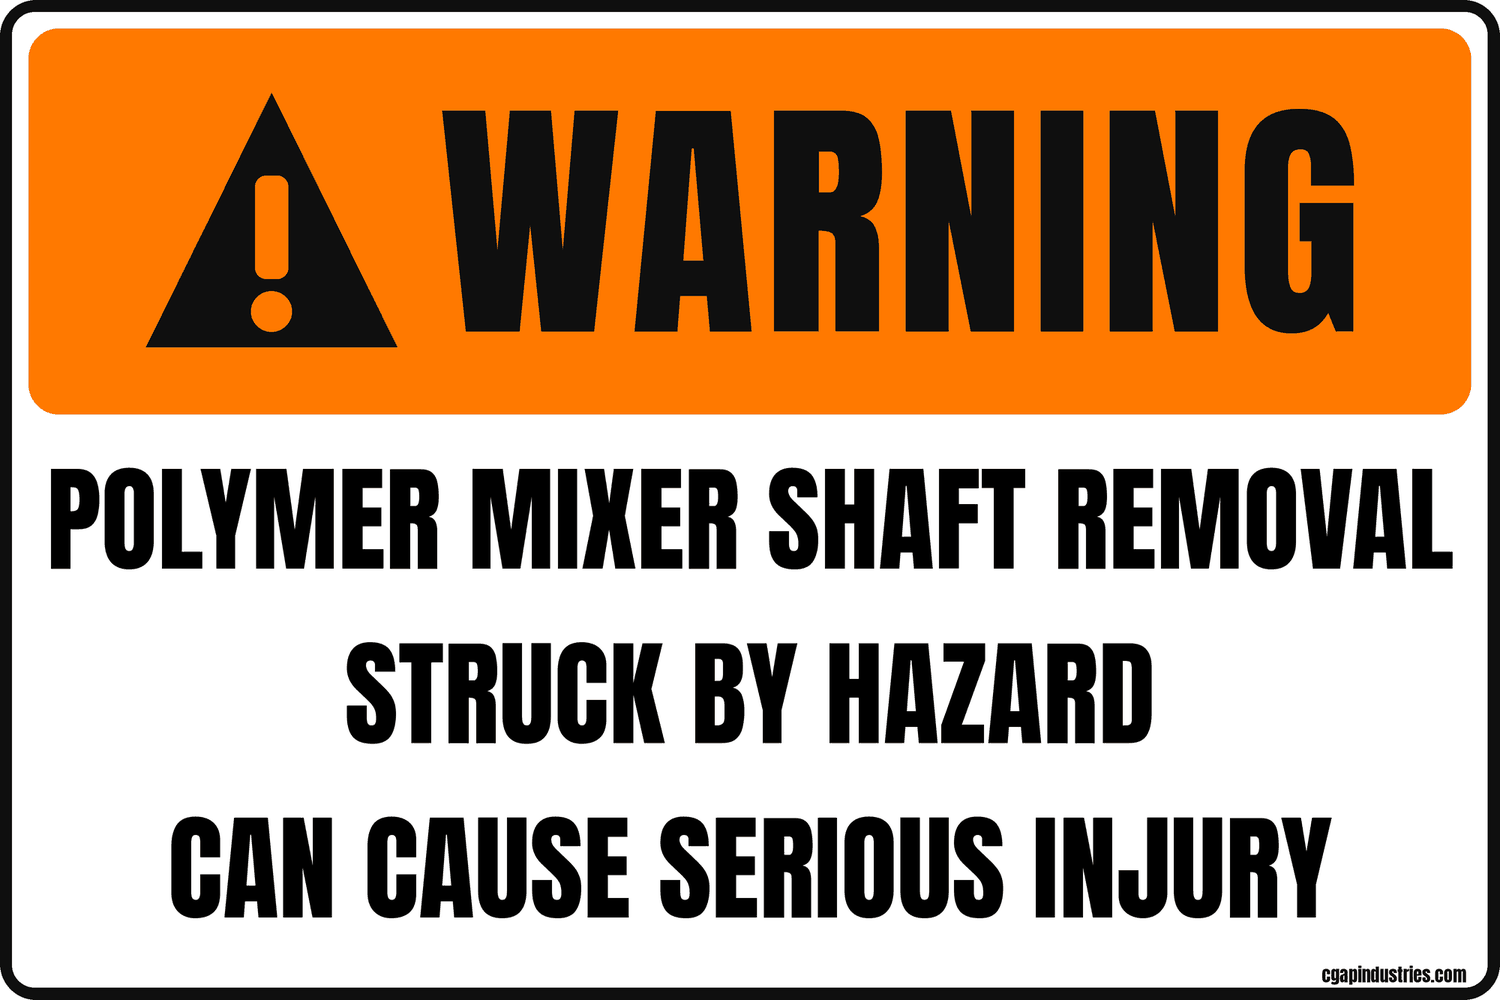 WARNING
POLYMER MIXER SHAFT REMOVAL
STRUCK BY HAZARD
CAN CAUSE SERIOUS INJURY
cgapindustries.com